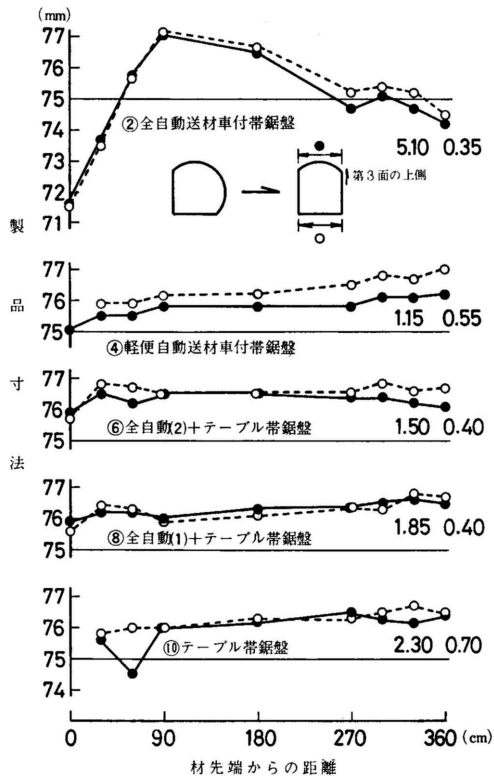 (mm)
77
76
75
74
73
72
71
②全自動送材車付帯鋸盤
5.10 0.35
第3面の上側
製品寸法
77
76
75
1.15 0.55
④軽便自動送材車付帯鋸盤
77
76
75
1.50 0.40
⑥全自動(2)+テーブル帯鋸盤
77
76
75
1.85 0.40
⑧全自動(1)+テーブル帯鋸盤
77
76
75
74
2.30 0.70
⑩テーブル帯鋸盤
0 30 90 180 270 360 (cm)
材先端からの距離